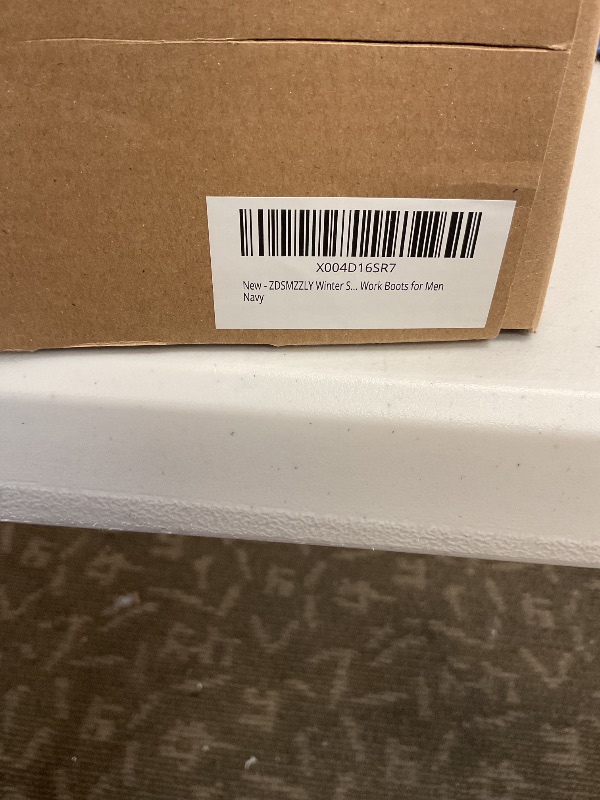 X004D16SR7
New - ZDSMZZLY Winter S... Work Boots for Men
Navy